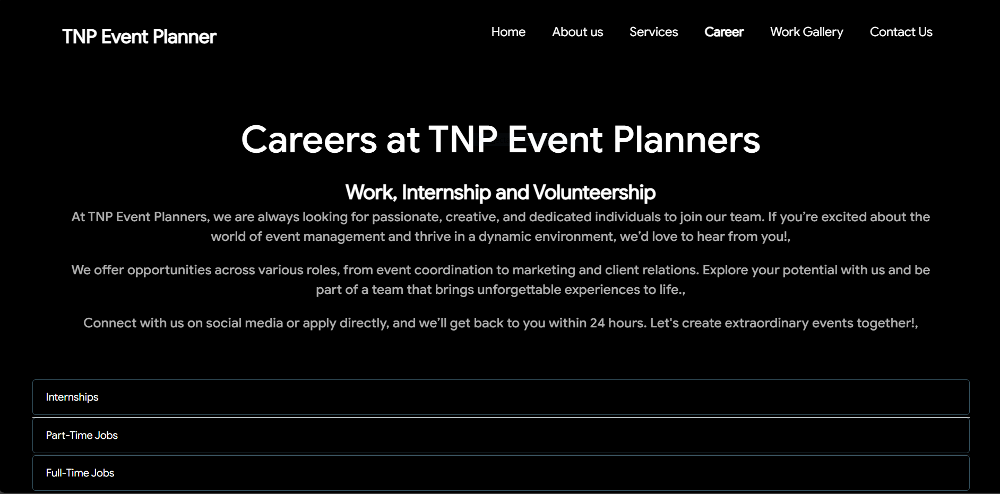 TNP Event Planner
Home About us Services Career Work Gallery Contact Us
Careers at TNP Event Planners
Work, Internship and Volunteership
At TNP Event Planners, we are always looking for passionate, creative, and dedicated individuals to join our team. If you’re excited about the
world of event management and thrive in a dynamic environment, we’d love to hear from you!,
We offer opportunities across various roles, from event coordination to marketing and client relations. Explore your potential with us and be
part of a team that brings unforgettable experiences to life.,
Connect with us on social media or apply directly, and we’ll get back to you within 24 hours. Let's create extraordinary events together!,
Internships
Part-Time Jobs
Full-Time Jobs